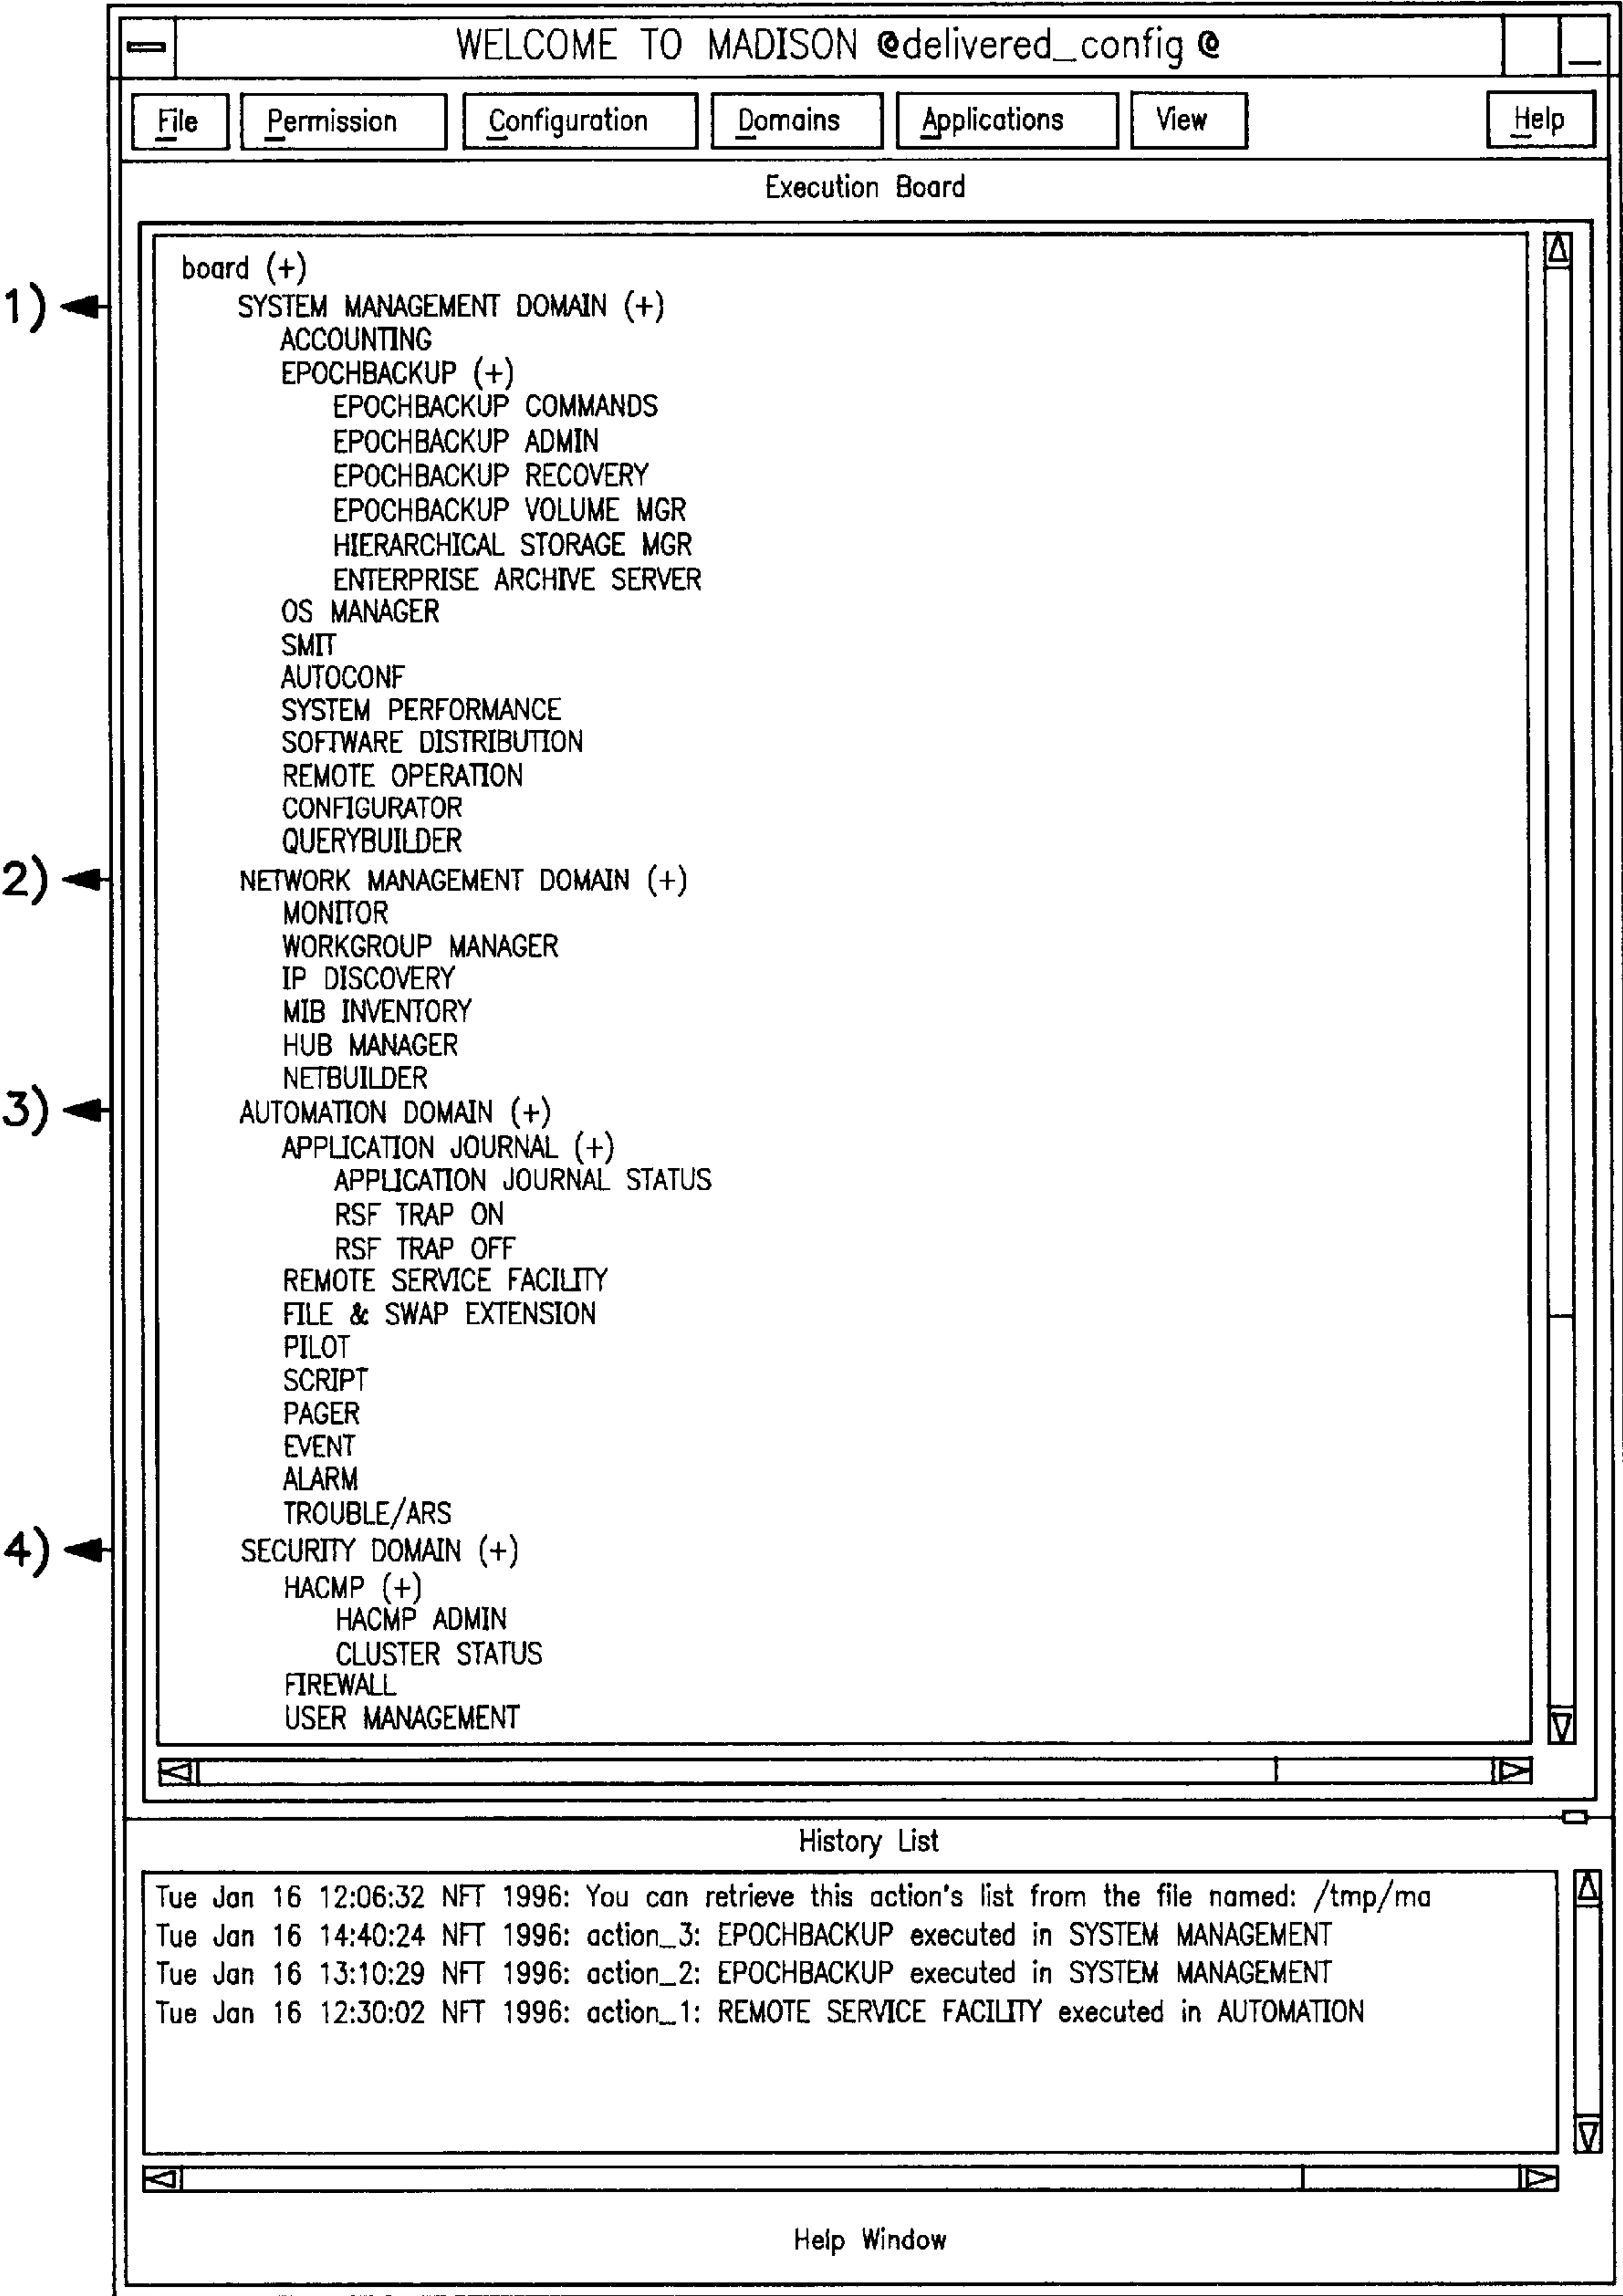 WELCOME TO MADISON @delivered_config @
File Permission Configuration Domains Applications View Help
Execution Board
board (+)
1) SYSTEM MANAGEMENT DOMAIN (+)
ACCOUNTING
EPOCHBACKUP (+)
EPOCHBACKUP COMMANDS
EPOCHBACKUP ADMIN
EPOCHBACKUP RECOVERY
EPOCHBACKUP VOLUME MGR
HIERARCHICAL STORAGE MGR
ENTERPRISE ARCHIVE SERVER
OS MANAGER
SMIT
AUTOCONF
SYSTEM PERFORMANCE
SOFTWARE DISTRIBUTION
REMOTE OPERATION
CONFIGURATOR
QUERYBUILDER
2) NETWORK MANAGEMENT DOMAIN (+)
MONITOR
WORKGROUP MANAGER
IP DISCOVERY
MIB INVENTORY
HUB MANAGER
NETBUILDER
3) AUTOMATION DOMAIN (+)
APPLICATION JOURNAL (+)
APPLICATION JOURNAL STATUS
RSF TRAP ON
RSF TRAP OFF
REMOTE SERVICE FACILITY
FILE & SWAP EXTENSION
PILOT
SCRIPT
PAGER
EVENT
ALARM
TROUBLE/ARS
4) SECURITY DOMAIN (+)
HACMP (+)
HACMP ADMIN
CLUSTER STATUS
FIREWALL
USER MANAGEMENT
History List
Tue Jan 16 12:06:32 NFT 1996: You can retrieve this action's list from the file named: /tmp/ma
Tue Jan 16 14:40:24 NFT 1996: action_3: EPOCHBACKUP executed in SYSTEM MANAGEMENT
Tue Jan 16 13:10:29 NFT 1996: action_2: EPOCHBACKUP executed in SYSTEM MANAGEMENT
Tue Jan 16 12:30:02 NFT 1996: action_1: REMOTE SERVICE FACILITY executed in AUTOMATION
Help Window